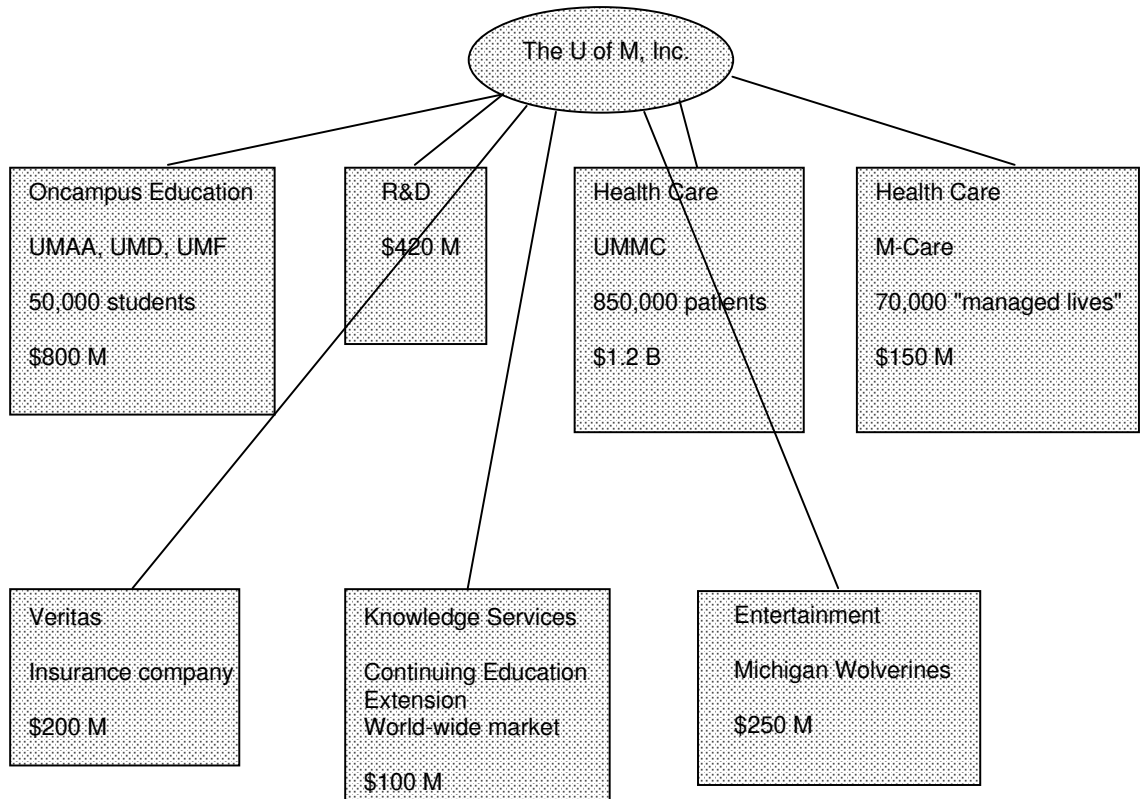 The U of M, Inc.
Oncampus Education
UMAA, UMD, UMF
50,000 students
$800 M
R&D
$420 M
Health Care
UMMC
850,000 patients
$1.2 B
Health Care
M-Care
70,000 "managed lives"
$150 M
Veritas
Insurance company
$200 M
Knowledge Services
Continuing Education
Extension
World-wide market
$100 M
Entertainment
Michigan Wolverines
$250 M